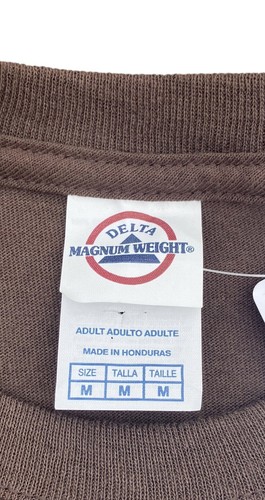 DELTA
MAGNUM WEIGHT®
ADULT ADULTO ADULTE
MADE IN HONDURAS
SIZE TALLA TAILLE
M M M